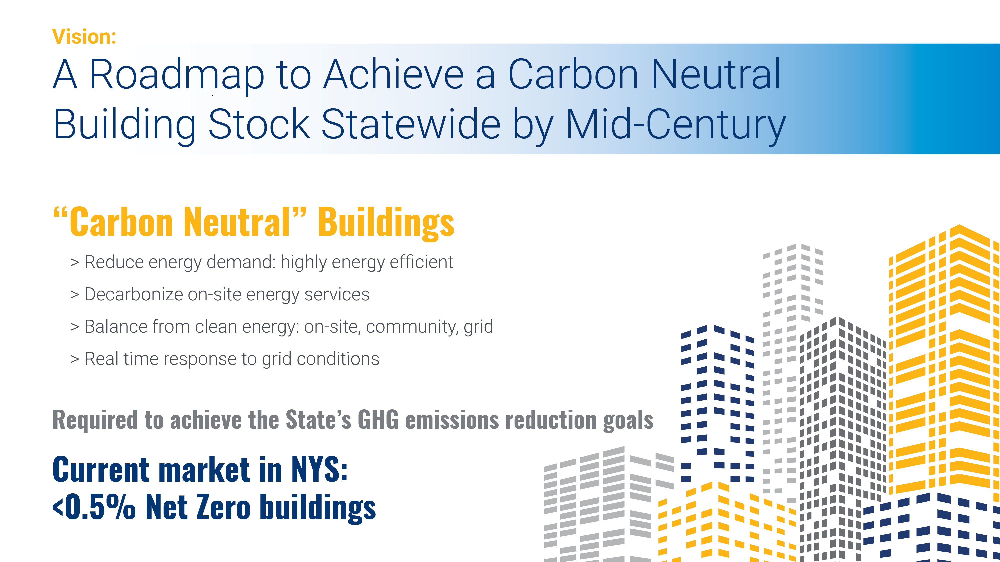 Vision:
A Roadmap to Achieve a Carbon Neutral
Building Stock Statewide by Mid-Century
“Carbon Neutral” Buildings
> Reduce energy demand: highly energy efficient
> Decarbonize on-site energy services
> Balance from clean energy: on-site, community, grid
> Real time response to grid conditions
Required to achieve the State’s GHG emissions reduction goals
Current market in NYS:
<0.5% Net Zero buildings